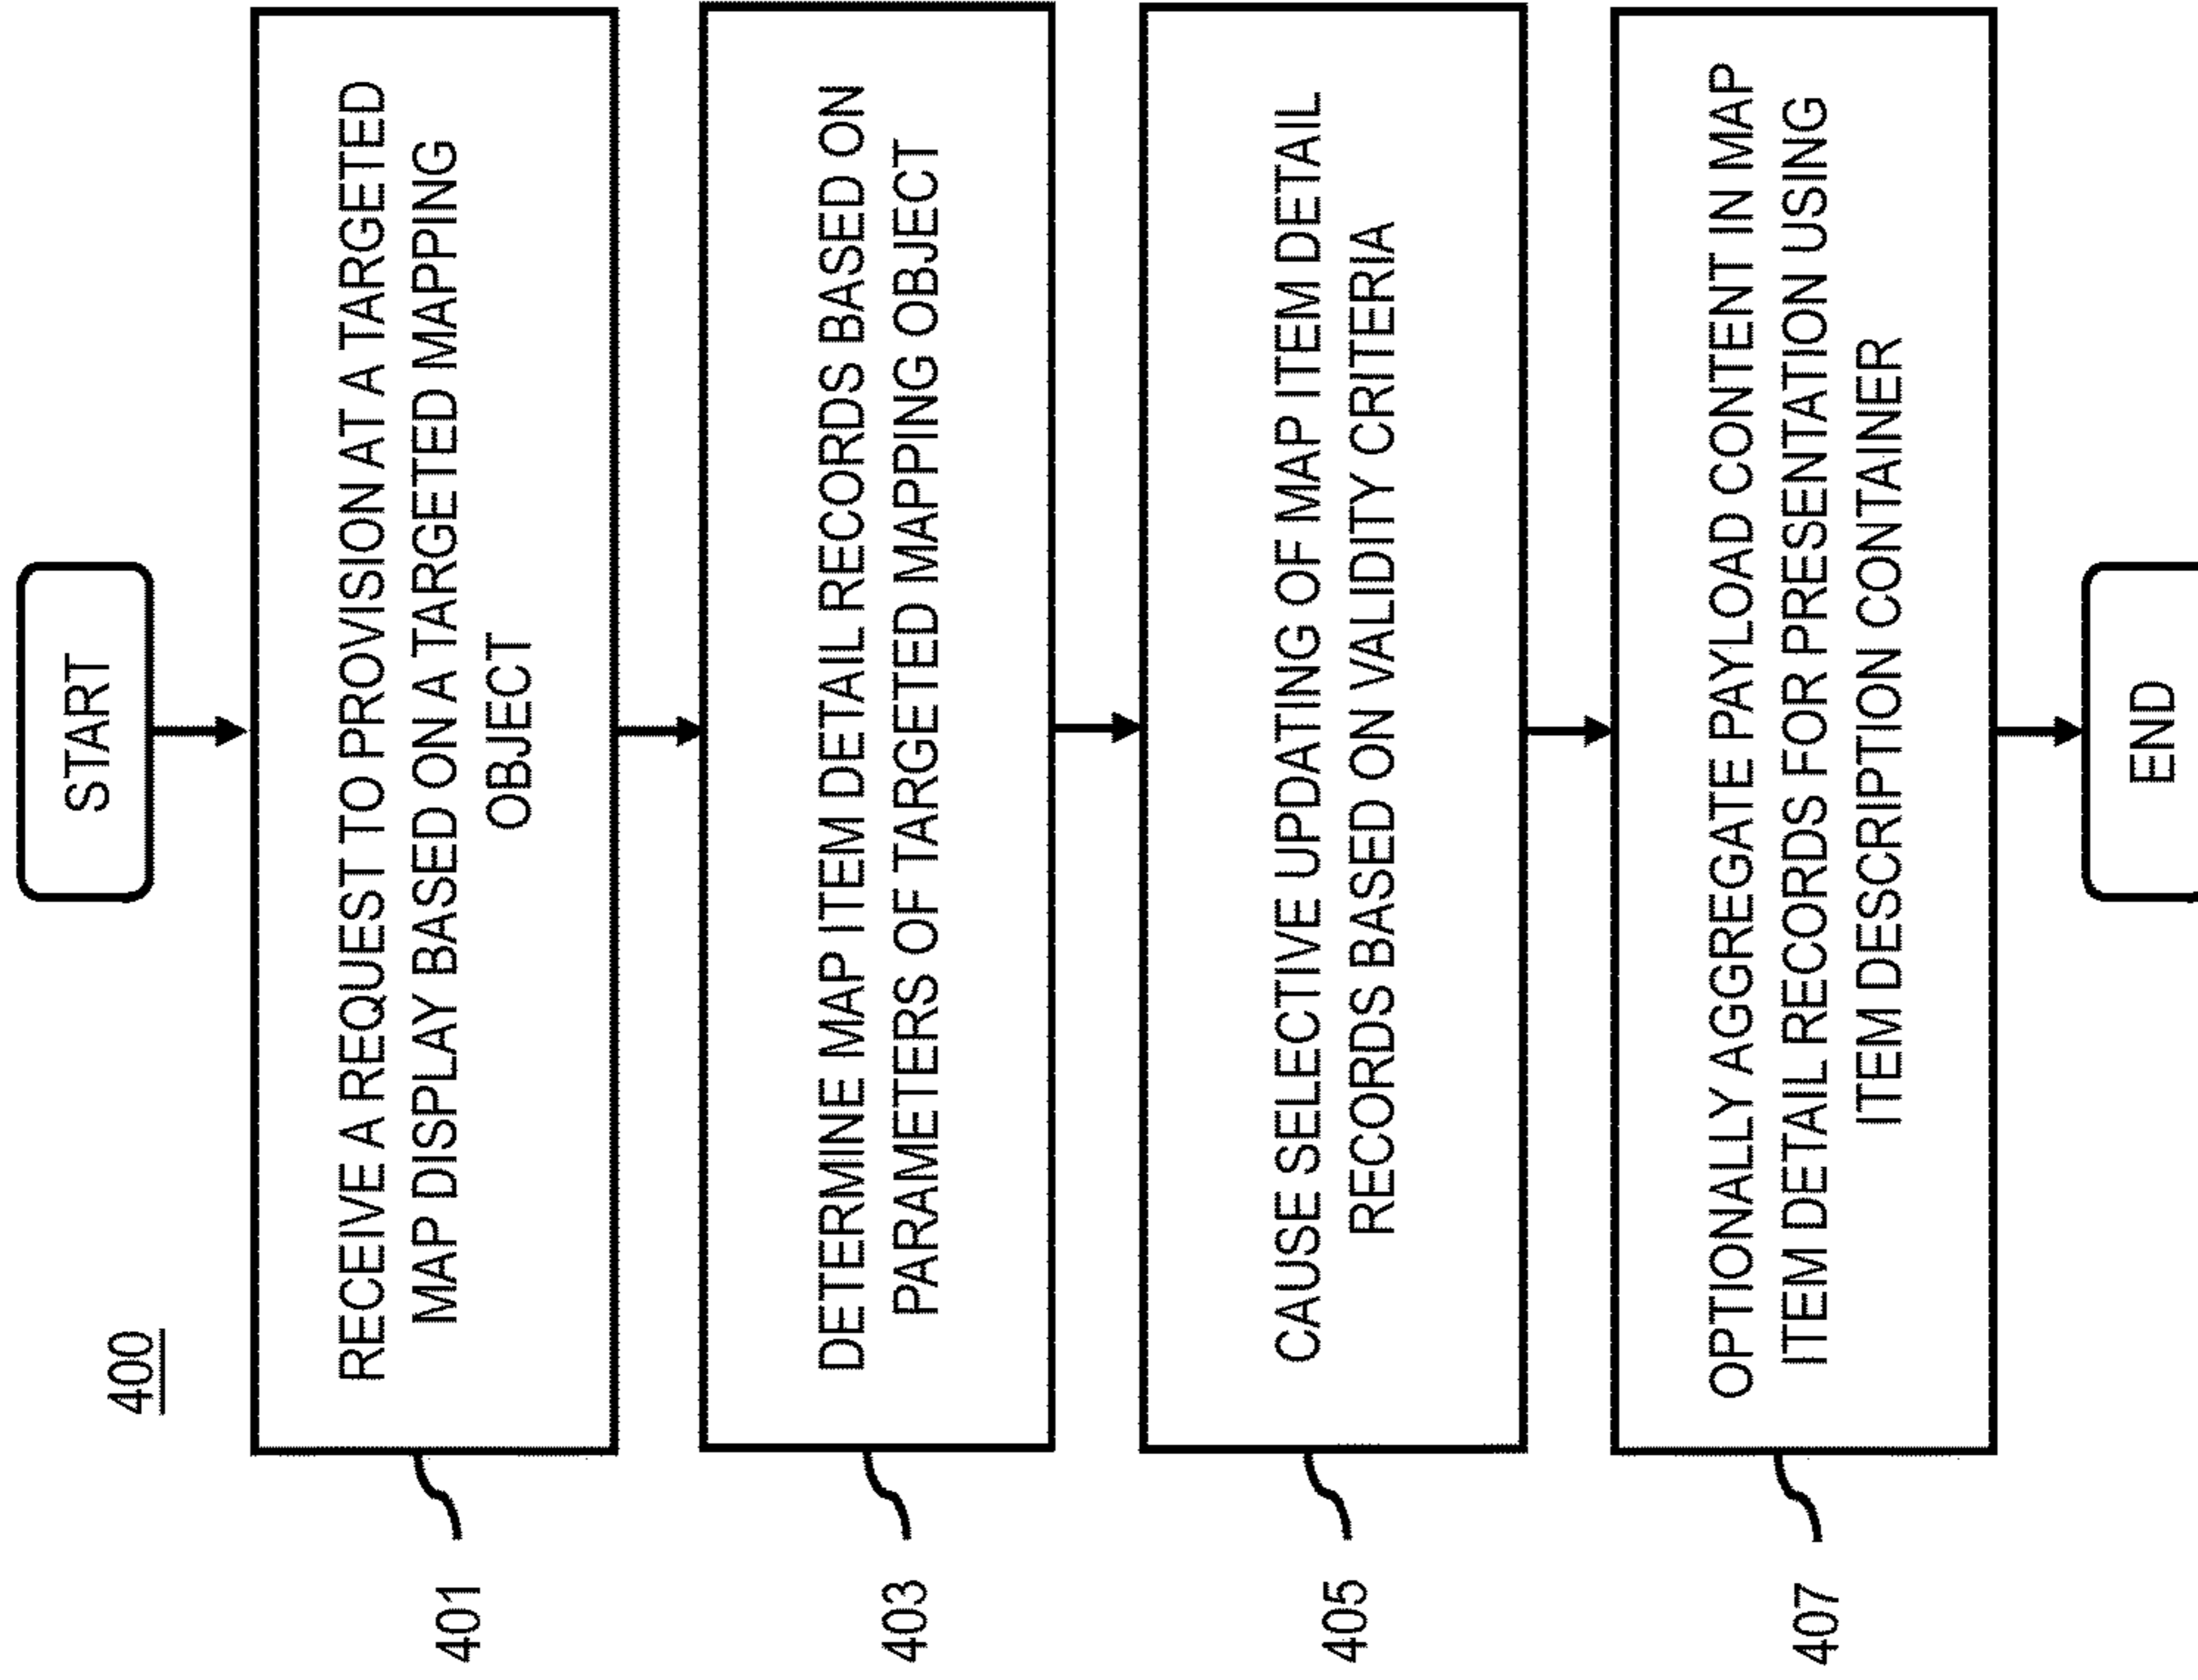 400
START
401
RECEIVE A REQUEST TO PROVISION AT A TARGETED
MAP DISPLAY BASED ON A TARGETED MAPPING
OBJECT
403
DETERMINE MAP ITEM DETAIL RECORDS BASED ON
PARAMETERS OF TARGETED MAPPING OBJECT
405
CAUSE SELECTIVE UPDATING OF MAP ITEM DETAIL
RECORDS BASED ON VALIDITY CRITERIA
407
OPTIONALLY AGGREGATE PAYLOAD CONTENT IN MAP
ITEM DETAIL RECORDS FOR PRESENTATION USING
ITEM DESCRIPTION CONTAINER
END